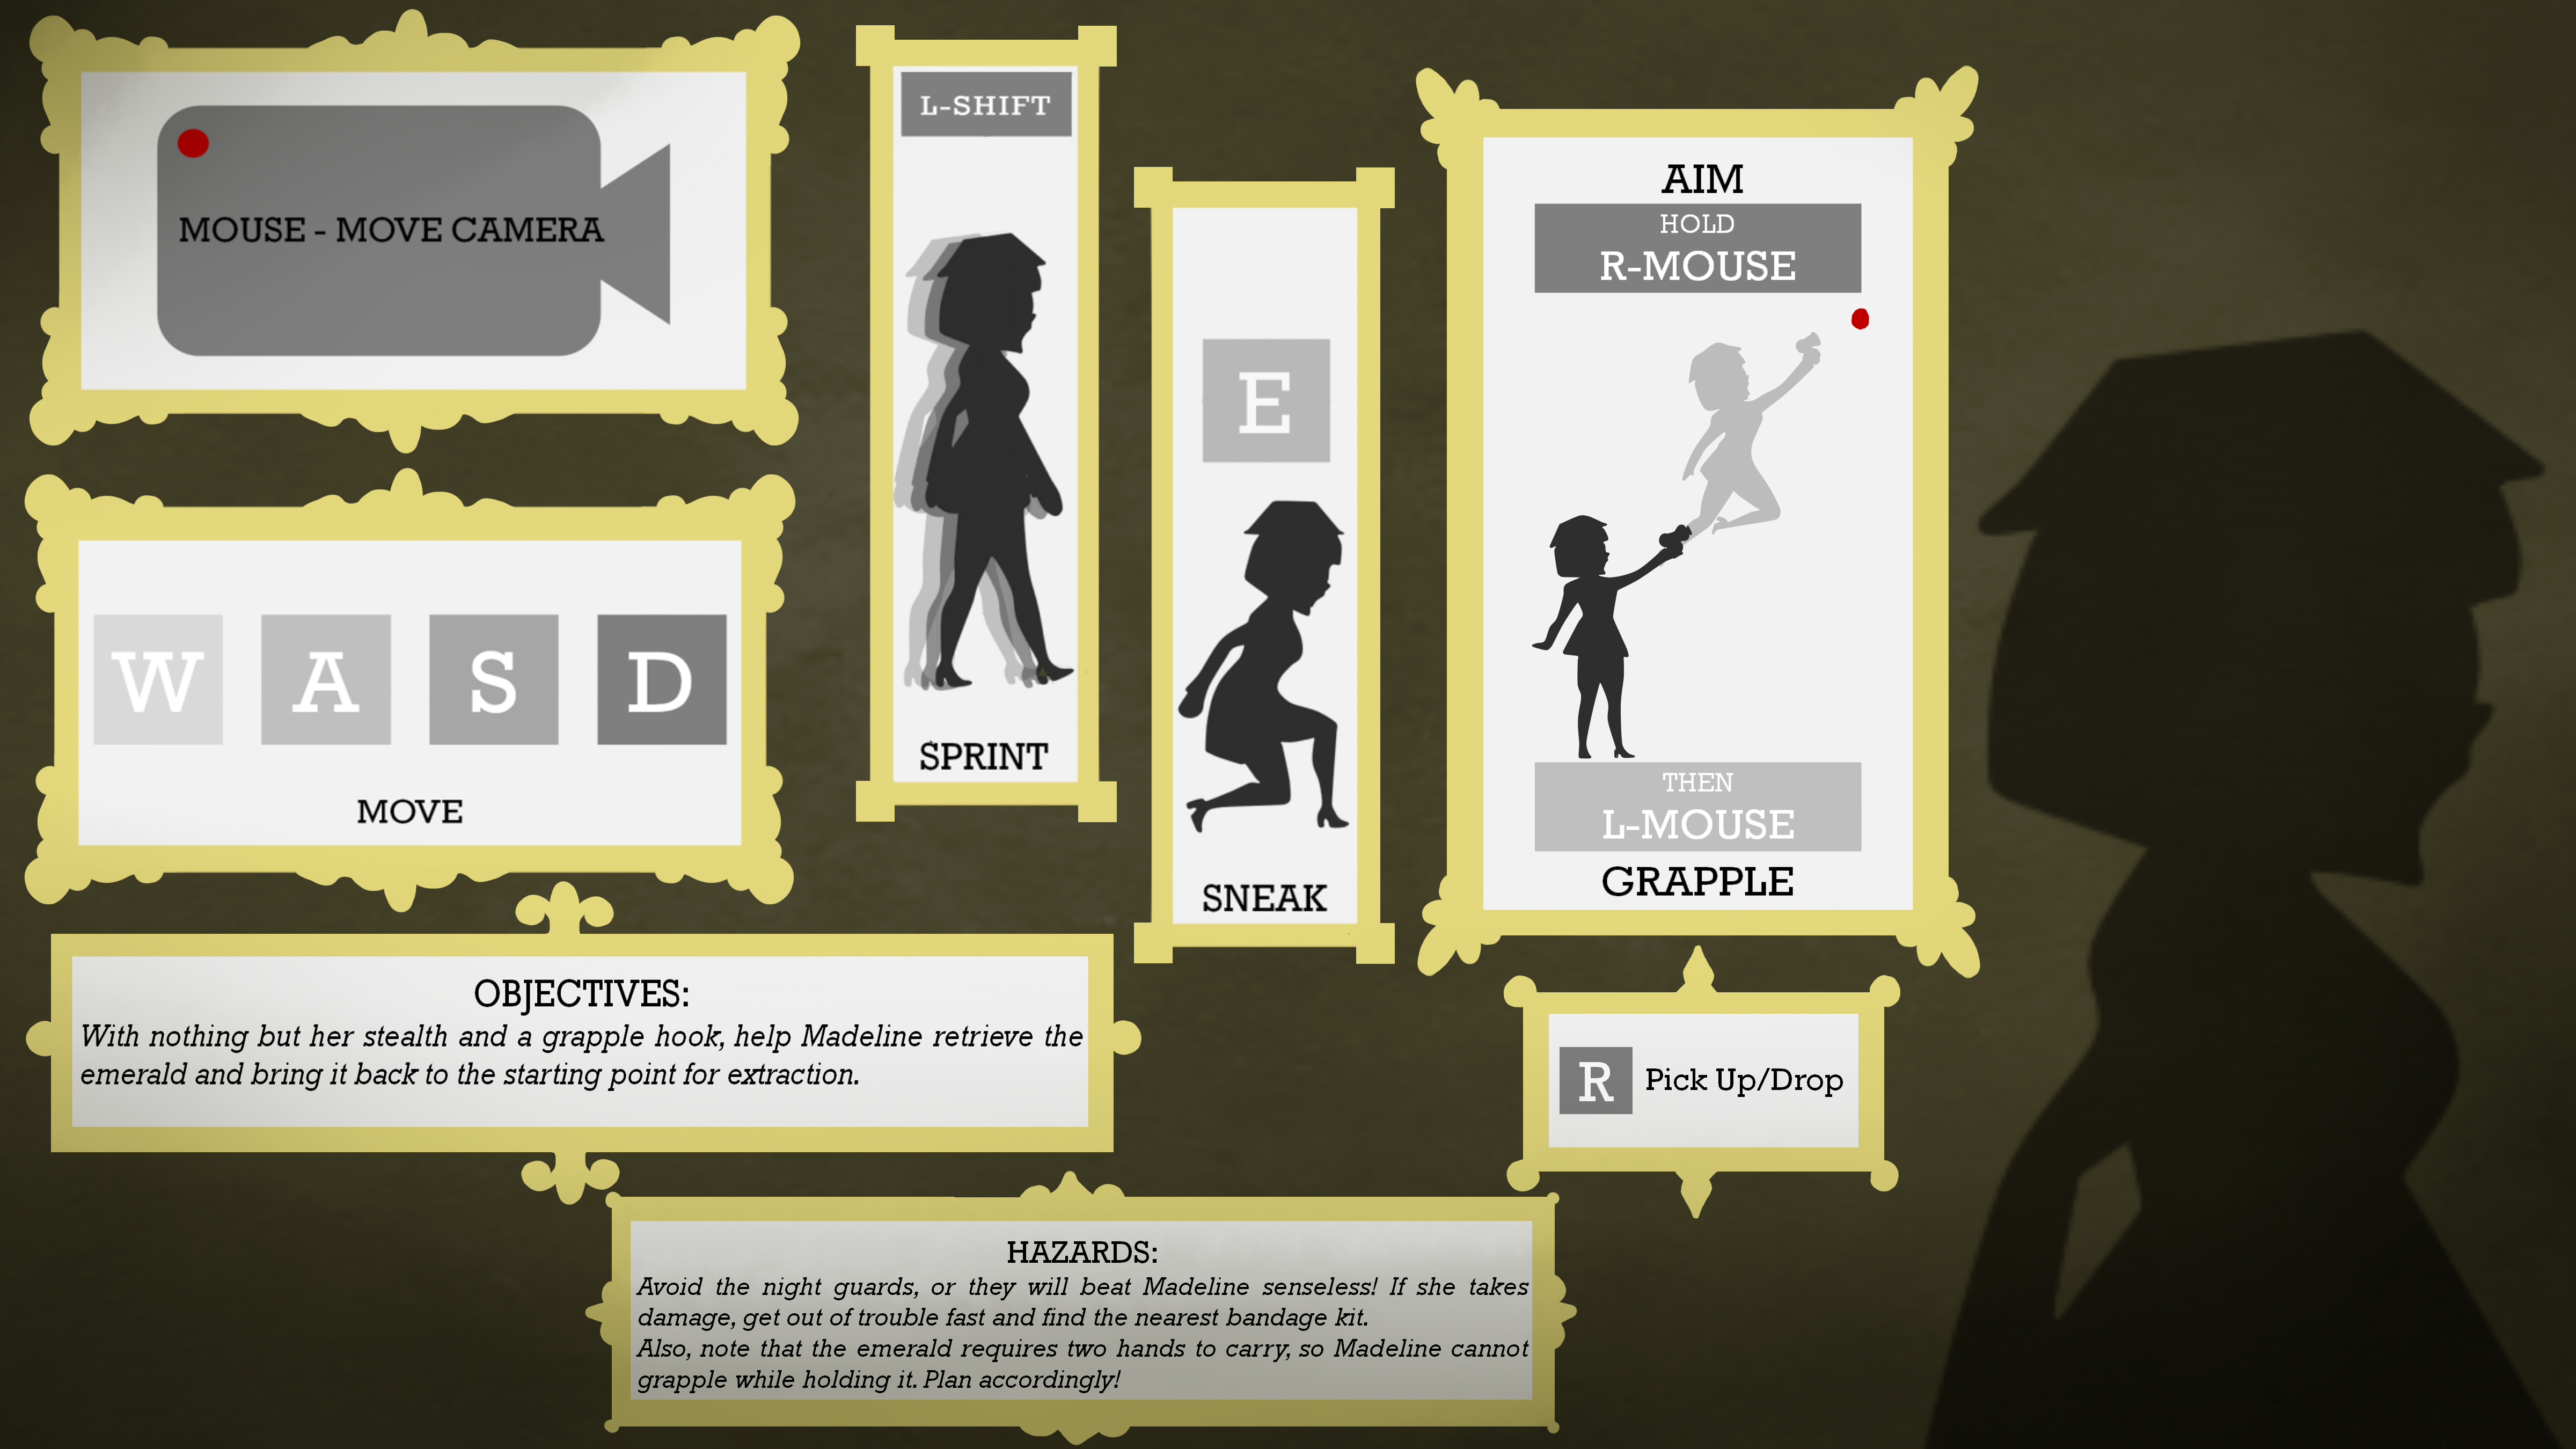 MOUSE - MOVE CAMERA
W A S D
MOVE
L-SHIFT
SPRINT
E
SNEAK
AIM
HOLD
R-MOUSE
THEN
L-MOUSE
GRAPPLE
R Pick Up/Drop
OBJECTIVES:
With nothing but her stealth and a grapple hook, help Madeline retrieve the
emerald and bring it back to the starting point for extraction.
HAZARDS:
Avoid the night guards, or they will beat Madeline senseless! If she takes
damage, get out of trouble fast and find the nearest bandage kit.
Also, note that the emerald requires two hands to carry, so Madeline cannot
grapple while holding it. Plan accordingly!